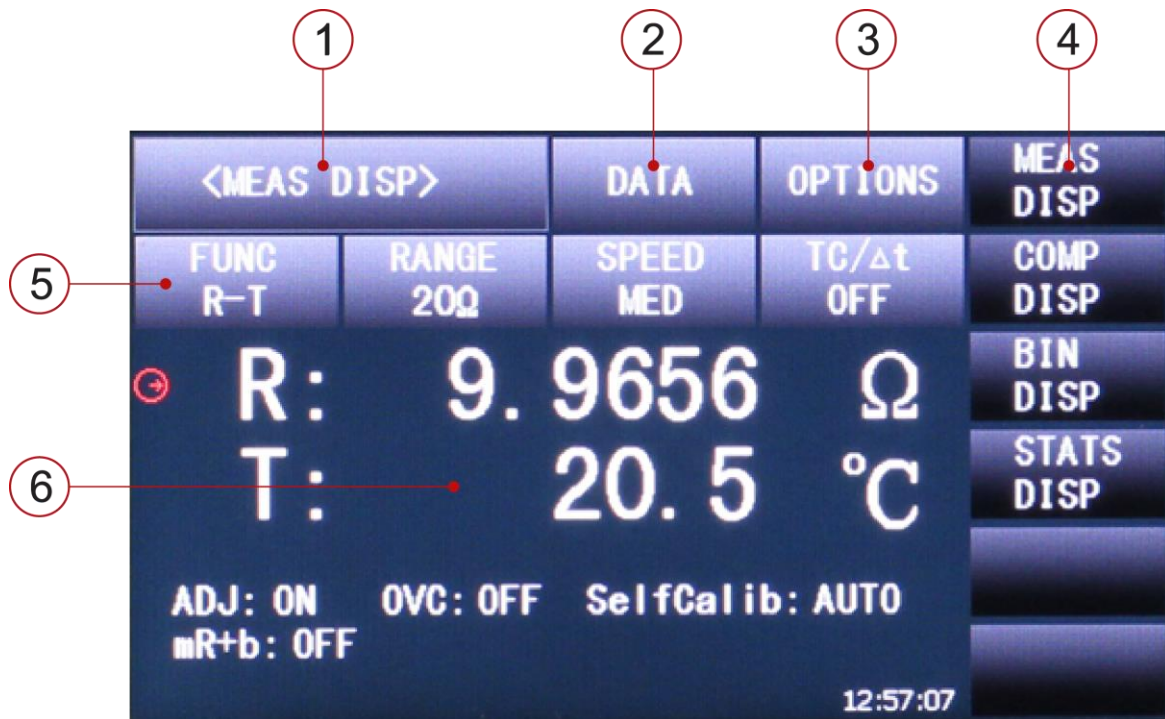 1 2 3 4
<MEAS DISP> DATA OPTIONS MEAS DISP
5
FUNC RANGE SPEED TC/Δt COMP
R-T 20Ω MED OFF DISP
R: 9.9656 Ω BIN DISP
6
T: 20.5 ℃ STATS DISP
ADJ: ON OVC: OFF SelfCalib: AUTO
mR+b: OFF
12:57:07